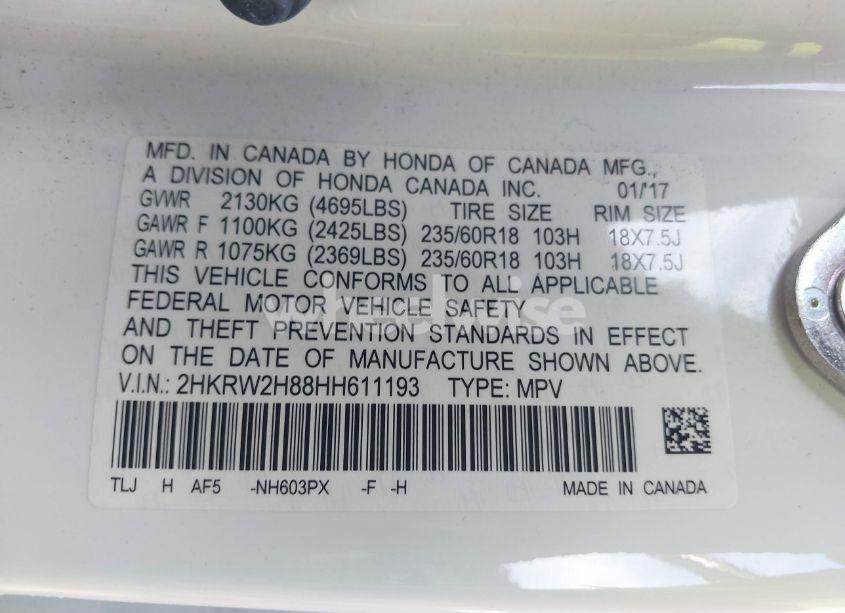 MFD. IN CANADA BY HONDA OF CANADA MFG.,
A DIVISION OF HONDA CANADA INC. 01/17
GVWR 2130KG (4695LBS) TIRE SIZE RIM SIZE
GAWR F 1100KG (2425LBS) 235/60R18 103H 18X7.5J
GAWR R 1075KG (2369LBS) 235/60R18 103H 18X7.5J
THIS VEHICLE CONFORMS TO ALL APPLICABLE
FEDERAL MOTOR VEHICLE SAFETY
AND THEFT PREVENTION STANDARDS IN EFFECT
ON THE DATE OF MANUFACTURE SHOWN ABOVE.
V.I.N.: 2HKRW2H88HH611193 TYPE: MPV
TLJ H AF5 -NH603PX -F -H MADE IN CANADA